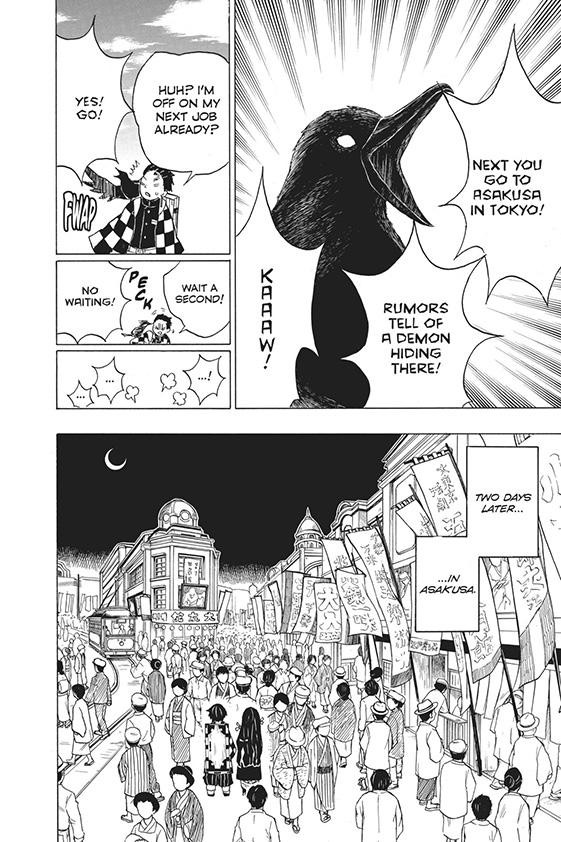 NEXT YOU
GO TO
ASAKUSA
IN TOKYO!
RUMORS
TELL OF
A DEMON
HIDING
THERE!
KAAAW!
HUH? I'M
OFF ON MY
NEXT JOB
ALREADY?
YES!
GO!
FWAP
WAIT A
SECOND!
PECK
NO
WAITING!
...!
...
...
TWO DAYS
LATER...
...IN
ASAKUSA.